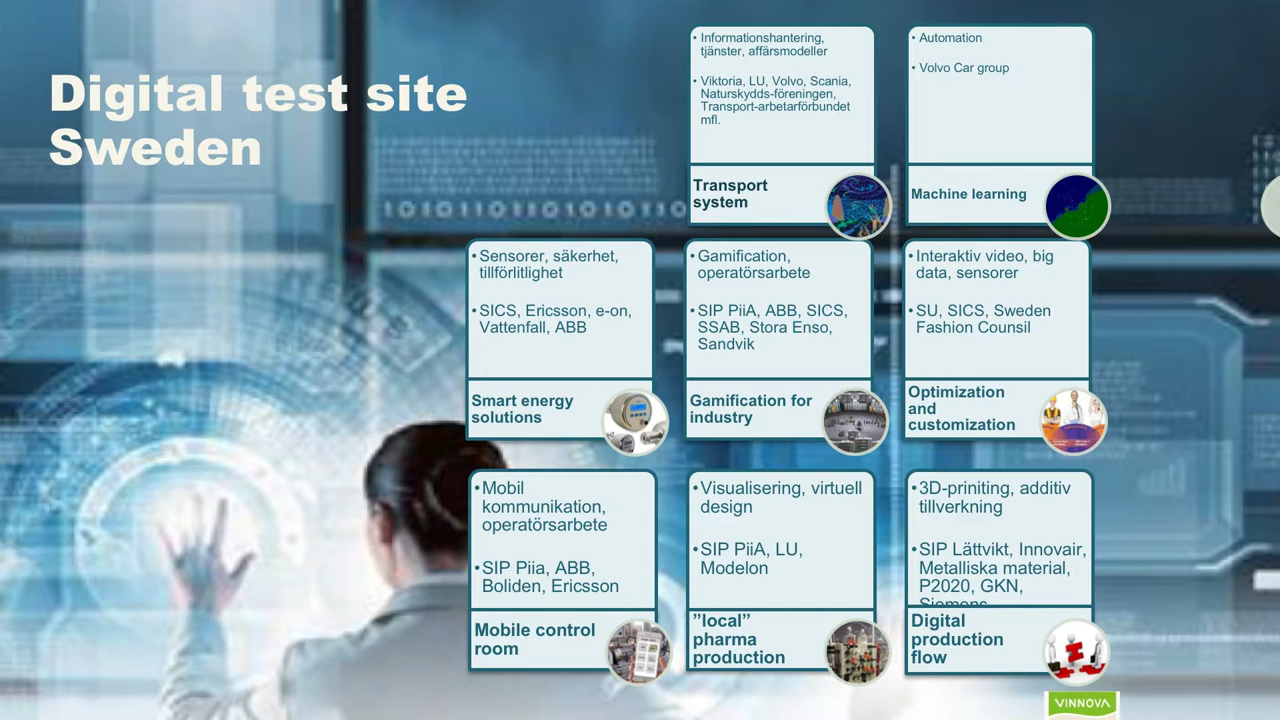 Digital test site
Sweden
• Informationshantering,
tjänster, affärsmodeller
• Viktoria, LU, Volvo, Scania,
Naturskydds-föreningen,
Transport-arbetarförbundet
mfl.
Transport
system
• Automation
• Volvo Car group
Machine learning
10101101011010110
• Sensorer, säkerhet,
tillförlitlighet
• SICS, Ericsson, e-on,
Vattenfall, ABB
Smart energy
solutions
• Gamification,
operatörsarbete
• SIP PiiA, ABB, SICS,
SSAB, Stora Enso,
Sandvik
Gamification for
industry
• Interaktiv video, big
data, sensorer
• SU, SICS, Sweden
Fashion Counsil
Optimization
and
customization
• Mobil
kommunikation,
operatörsarbete
• SIP Piia, ABB,
Boliden, Ericsson
Mobile control
room
• Visualisering, virtuell
design
• SIP PiiA, LU,
Modelon
”local”
pharma
production
• 3D-priniting, additiv
tillverkning
• SIP Lättvikt, Innovair,
Metalliska material,
P2020, GKN,
Siemens
Digital
production
flow
VINNOVA